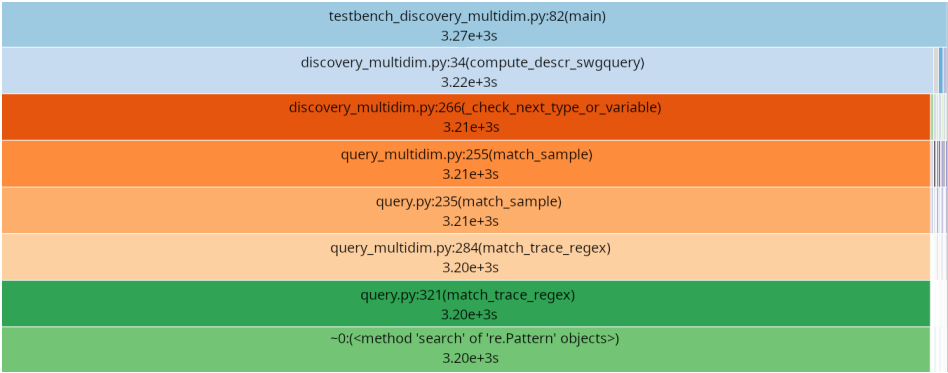 testbench_discovery_multidim.py:82(main)
3.27e+3s
discovery_multidim.py:34(compute_descr_swgquery)
3.22e+3s
discovery_multidim.py:266(_check_next_type_or_variable)
3.21e+3s
query_multidim.py:255(match_sample)
3.21e+3s
query.py:235(match_sample)
3.21e+3s
query_multidim.py:284(match_trace_regex)
3.20e+3s
query.py:321(match_trace_regex)
3.20e+3s
~0:(<method 'search' of 're.Pattern' objects>)
3.20e+3s